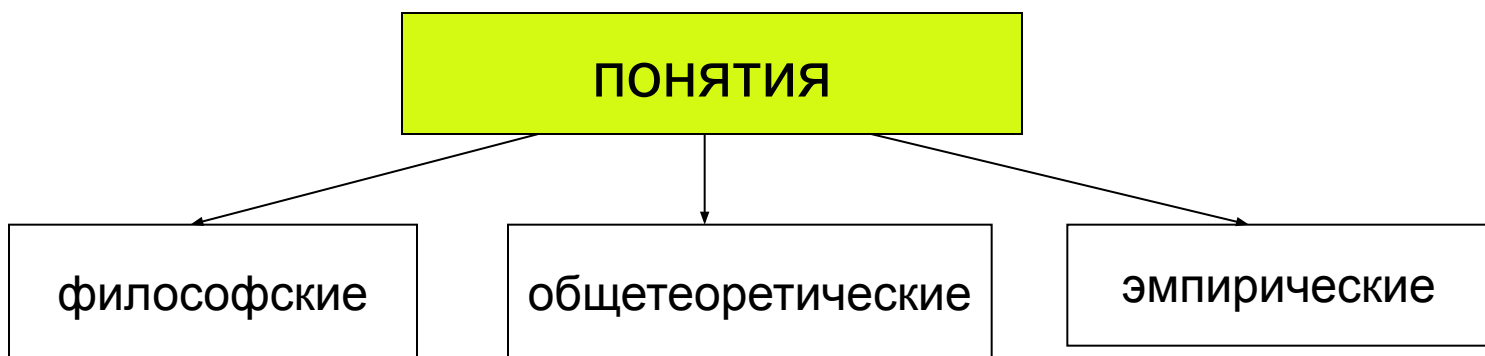 понятия
философские
общетеоретические
эмпирические